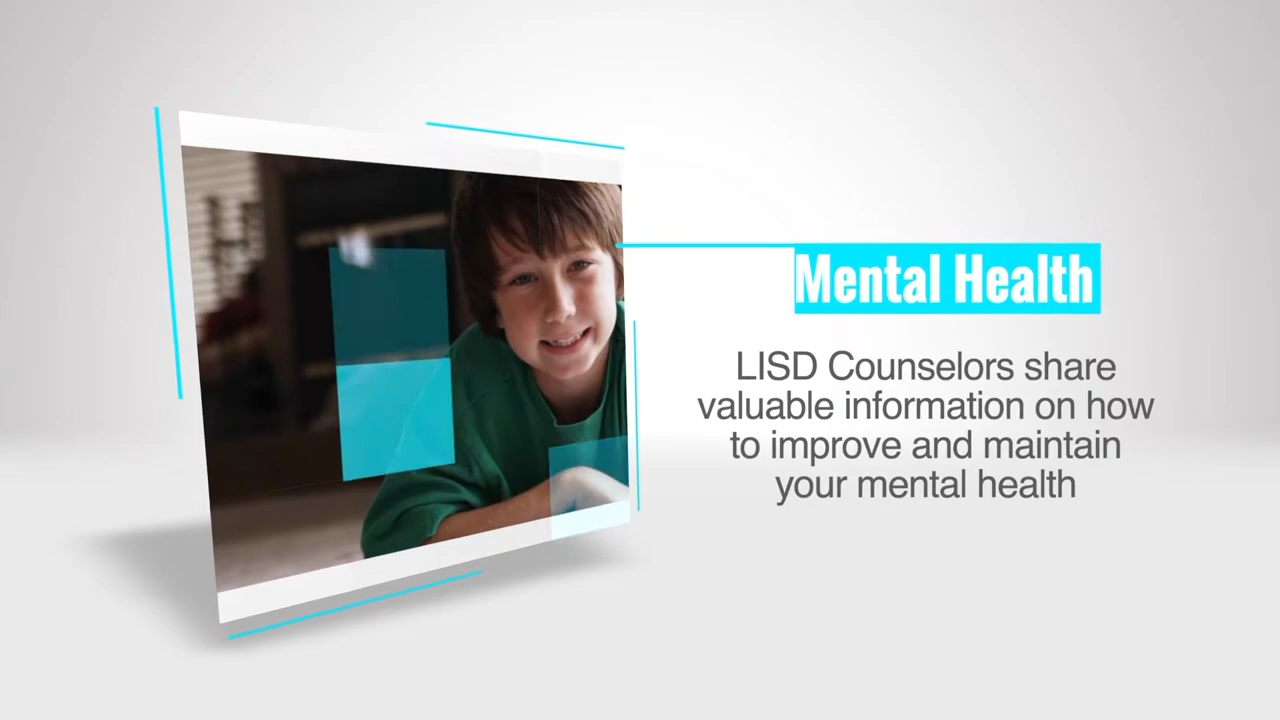 Mental Health
LISD Counselors share
valuable information on how
to improve and maintain
your mental health